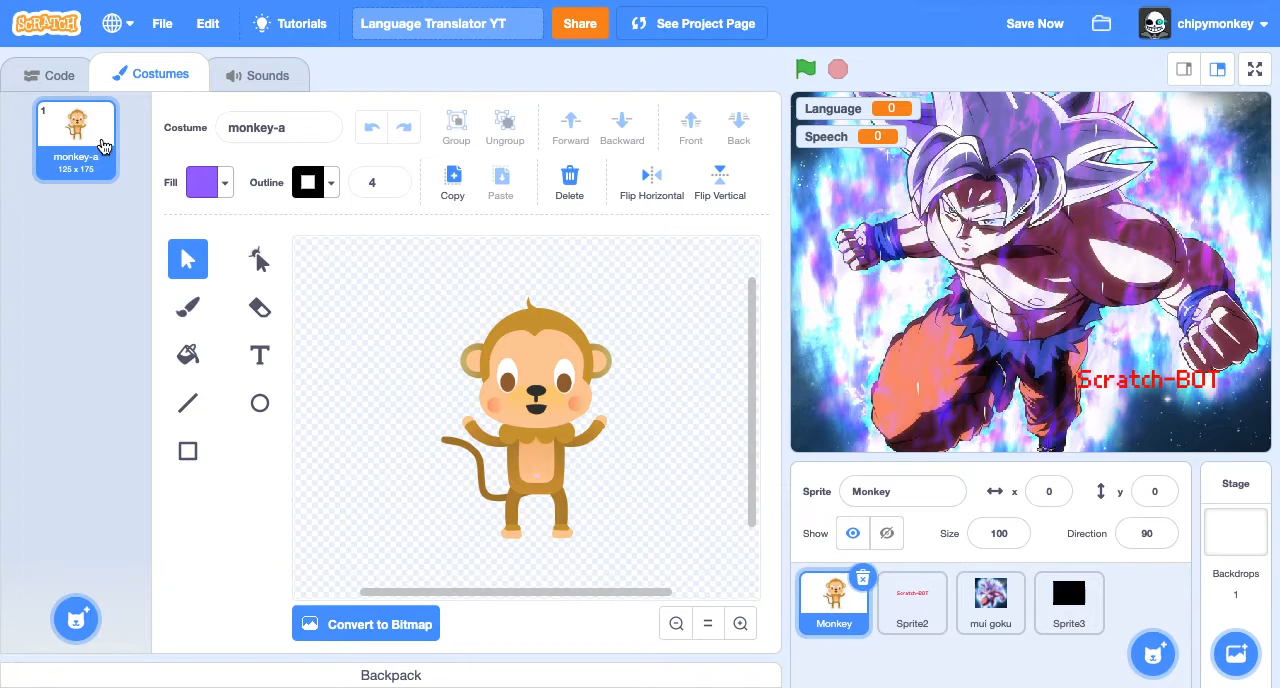 SCRATCH File Edit Tutorials Language Translator YT Share See Project Page Save Now chipymonkey
Code Costumes Sounds
1
monkey-a
125 x 175
Costume monkey-a Group Ungroup Forward Backward Front Back
Fill Outline 4 Copy Paste Delete Flip Horizontal Flip Vertical
T
Convert to Bitmap
Backpack
Language 0
Speech 0
Scratch-BOT
Sprite Monkey x 0 y 0
Show Size 100 Direction 90
Stage
Backdrops
1
Scratch-BOT
Monkey Sprite2 mui goku Sprite3